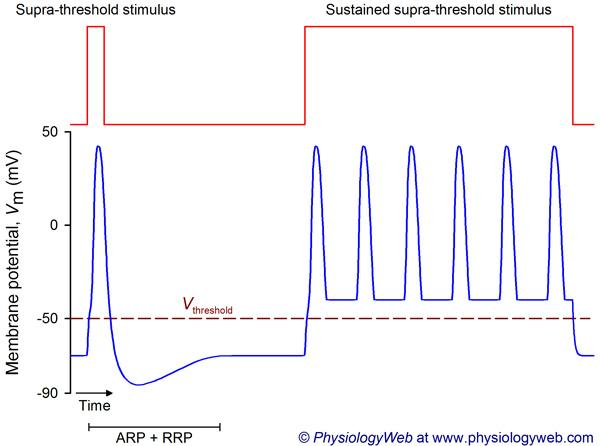 Supra-threshold stimulus
Sustained supra-threshold stimulus
50
0
-50
-90
Membrane potential, Vm (mV)
Vthreshold
Time
ARP + RRP
© PhysiologyWeb at www.physiologyweb.com